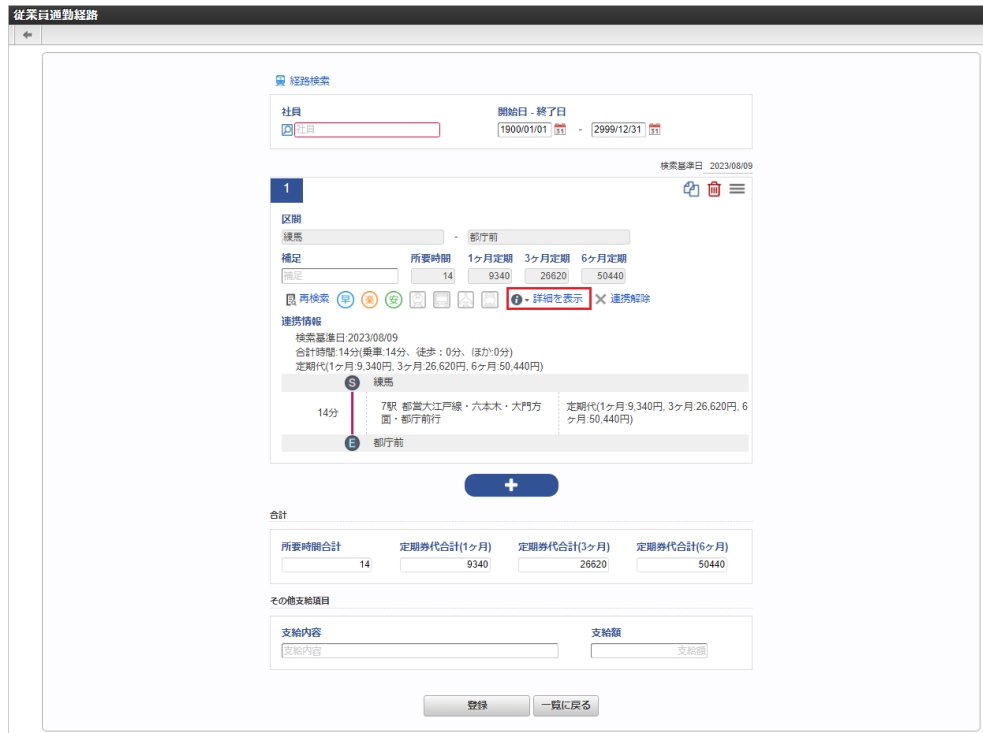 従業員通勤経路
経路検索
社員 開始日 - 終了日
社員 1900/01/01 - 2999/12/31
検索基準日 2023/08/09
1
区間
練馬 - 都庁前
補足 所要時間 1ヶ月定期 3ヶ月定期 6ヶ月定期
補足 14 9340 26620 50440
再検索 早 楽 安 詳細を表示 連携解除
連携情報
検索基準日:2023/08/09
合計時間:14分(乗車:14分、徒歩：0分、ほか:0分)
定期代(1ヶ月:9,340円, 3ヶ月:26,620円, 6ヶ月:50,440円)
S 練馬
14分
7駅 都営大江戸線・六本木・大門方
面・都庁前行
定期代(1ヶ月:9,340円, 3ヶ月:26,620円, 6
ヶ月:50,440円)
E 都庁前
合計
所要時間合計 定期券代合計(1ヶ月) 定期券代合計(3ヶ月) 定期券代合計(6ヶ月)
14 9340 26620 50440
その他支給項目
支給内容 支給額
支給内容 支給額
登録 一覧に戻る